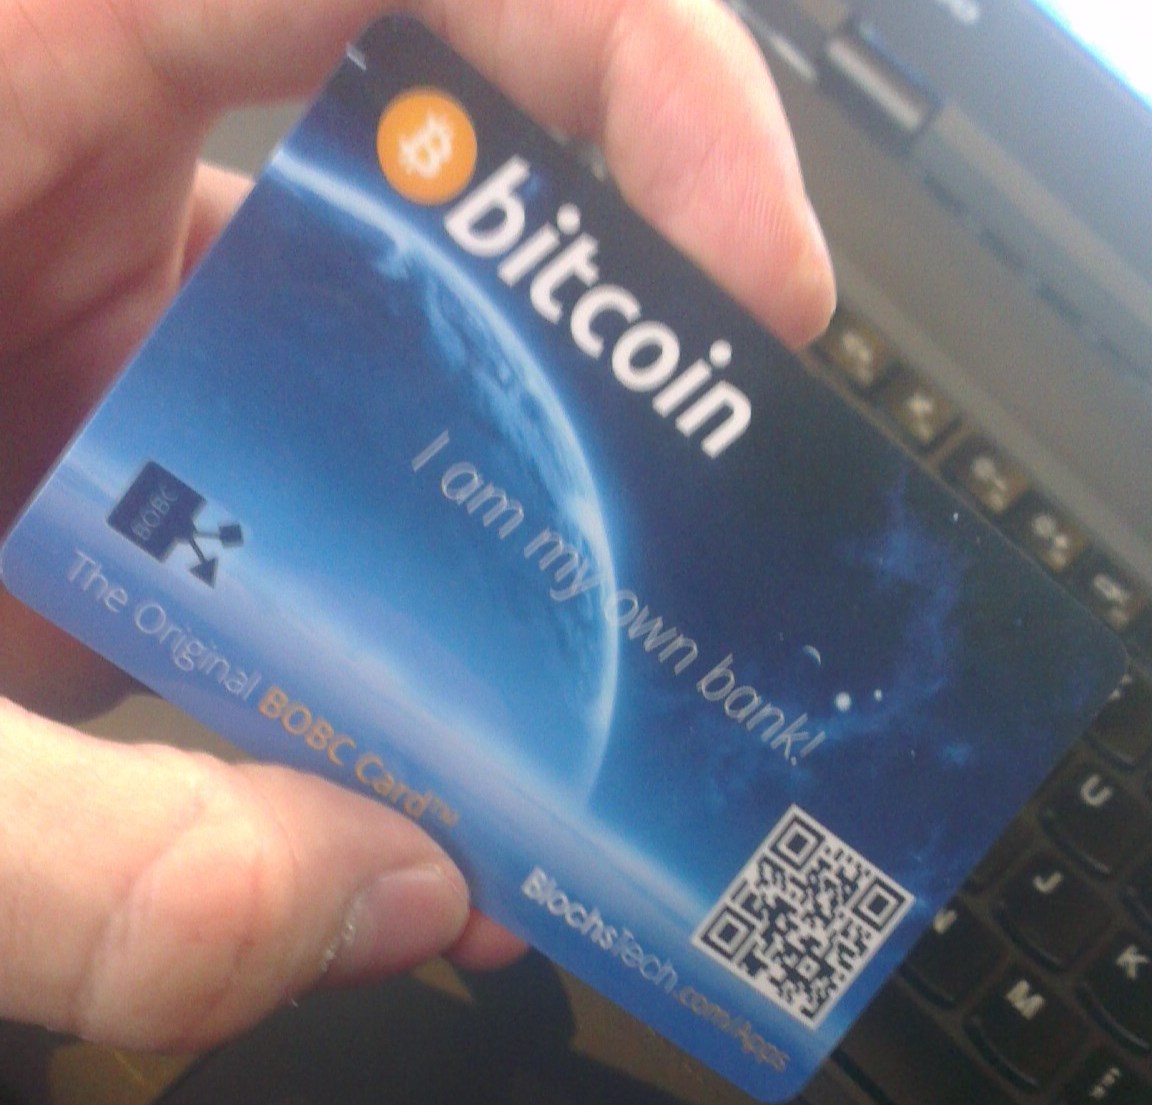 bitcoin
I am my own bank!
BOBC
The Original BOBC Card™
BlochsTech.com/Apps
U
J
K
M